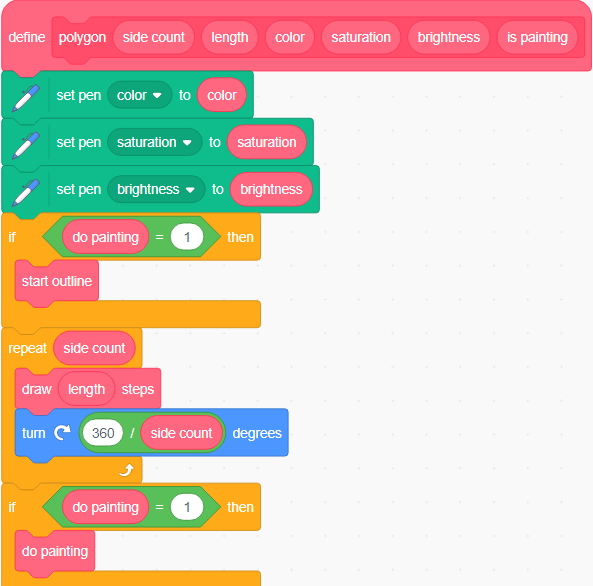 define polygon side count length color saturation brightness is painting
set pen color to color
set pen saturation to saturation
set pen brightness to brightness
if do painting = 1 then
start outline
repeat side count
draw length steps
turn 360 / side count degrees
if do painting = 1 then
do painting